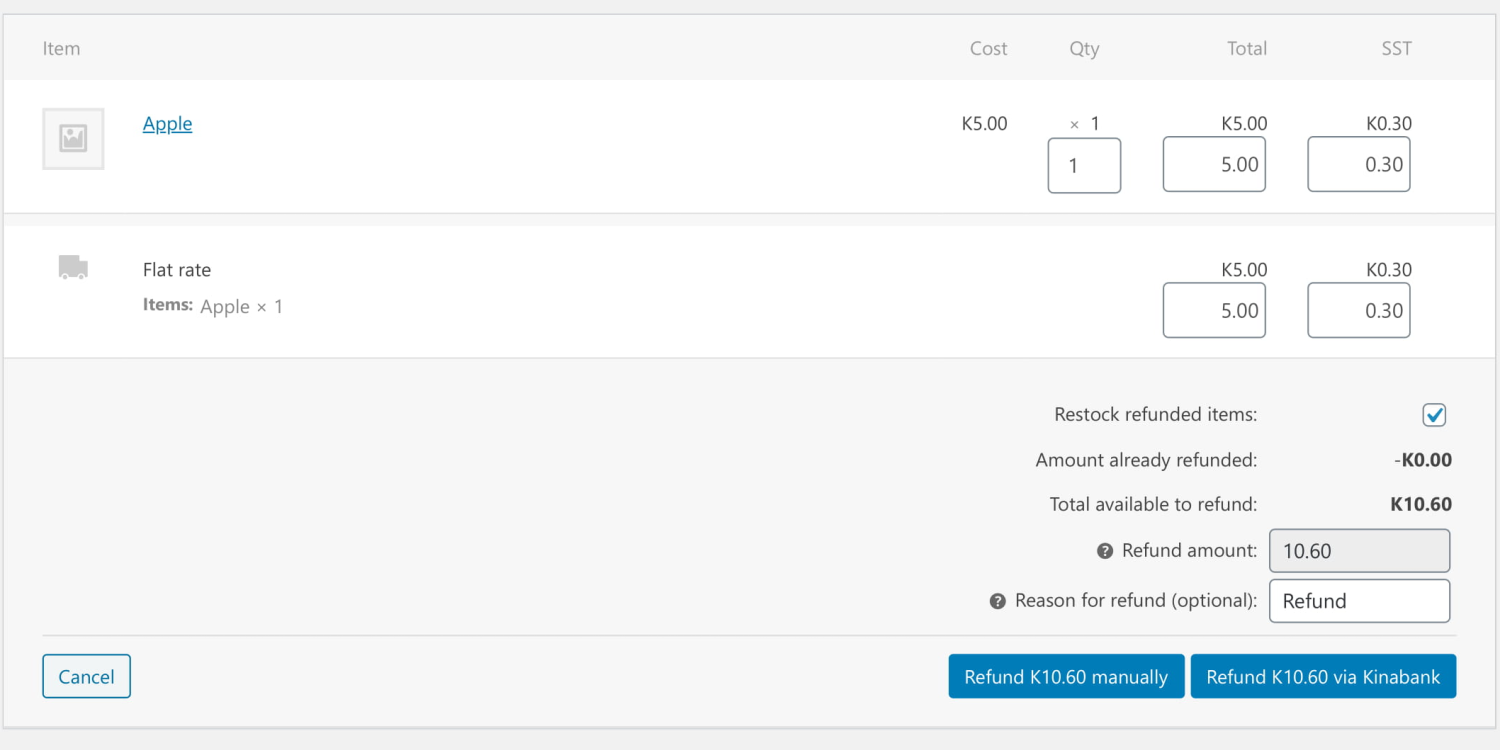 Item Cost Qty Total SST
Apple K5.00 × 1 K5.00 K0.30
1 5.00 0.30
Flat rate K5.00 K0.30
Items: Apple × 1 5.00 0.30
Restock refunded items:
Amount already refunded: -K0.00
Total available to refund: K10.60
? Refund amount: 10.60
? Reason for refund (optional): Refund
Cancel Refund K10.60 manually Refund K10.60 via Kinabank